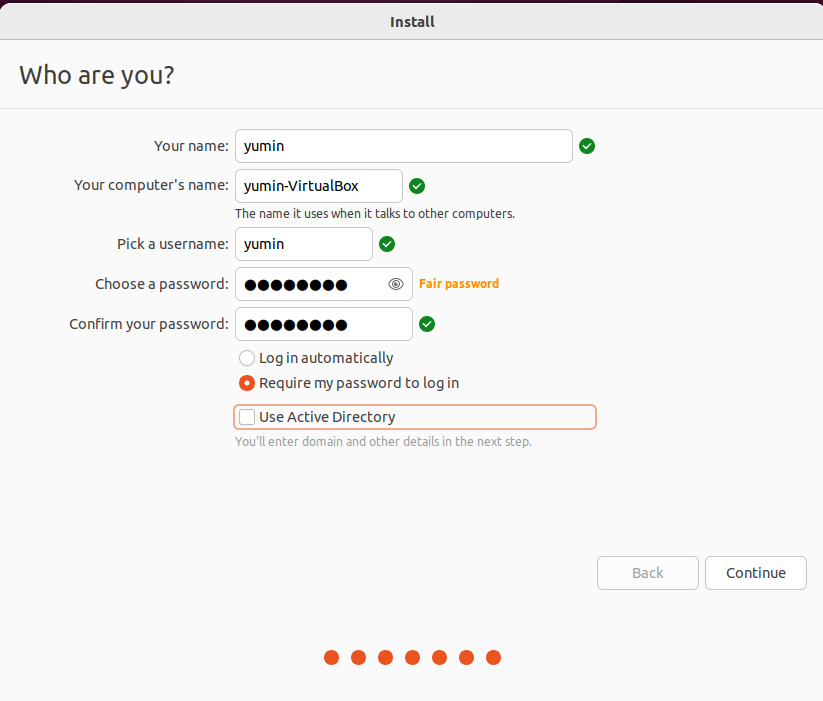 Install
Who are you?
Your name: yumin
Your computer's name: yumin-VirtualBox
The name it uses when it talks to other computers.
Pick a username: yumin
Choose a password: ●●●●●●●● Fair password
Confirm your password: ●●●●●●●●
Log in automatically
Require my password to log in
Use Active Directory
You'll enter domain and other details in the next step.
Back Continue